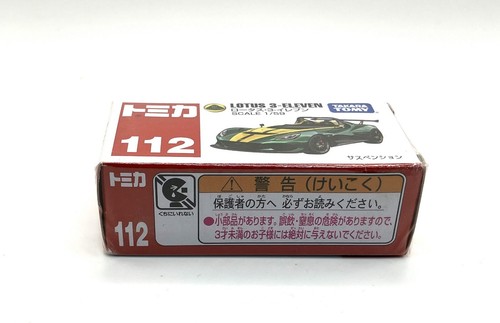 トミカ
112
LOTUS 3-ELEVEN
ロータス 3-イレブン
SCALE 1/59
TAKARA TOMY
サスペンション
トミカ
112
くちにいれない
警告(けいこく)
保護者の方へ 必ずお読みください。
●小部品があります。誤飲・窒息の危険がありますので、
3才未満のお子様には絶対に与えないでください。